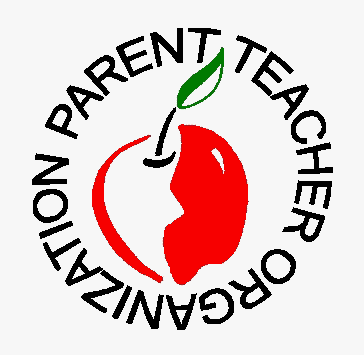 PARENT TEACHER ORGANIZATION